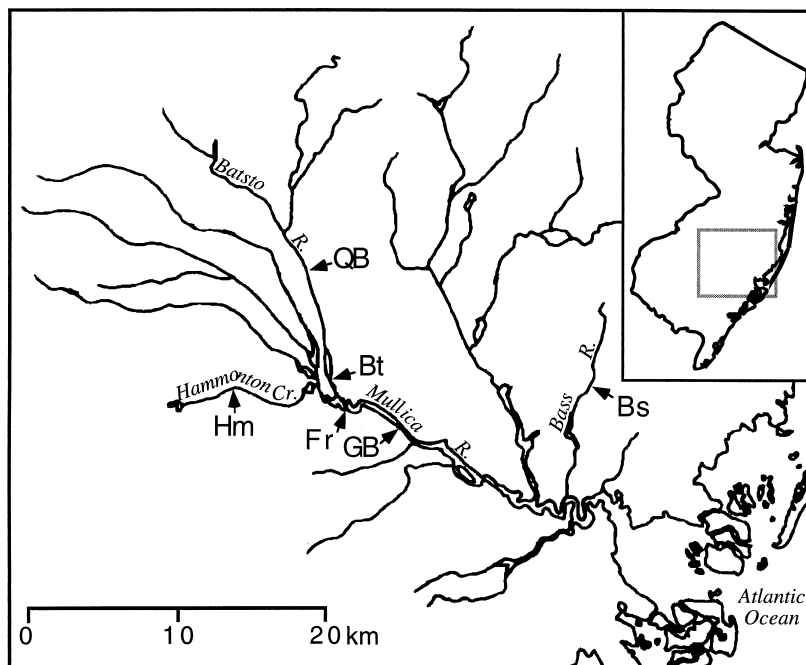 Batsto
R.
QB
Bt
Hammonton Cr.
Hm
Fr
GB
Mullica
R.
Bass
R.
Bs
0
10
20 km
Atlantic
Ocean